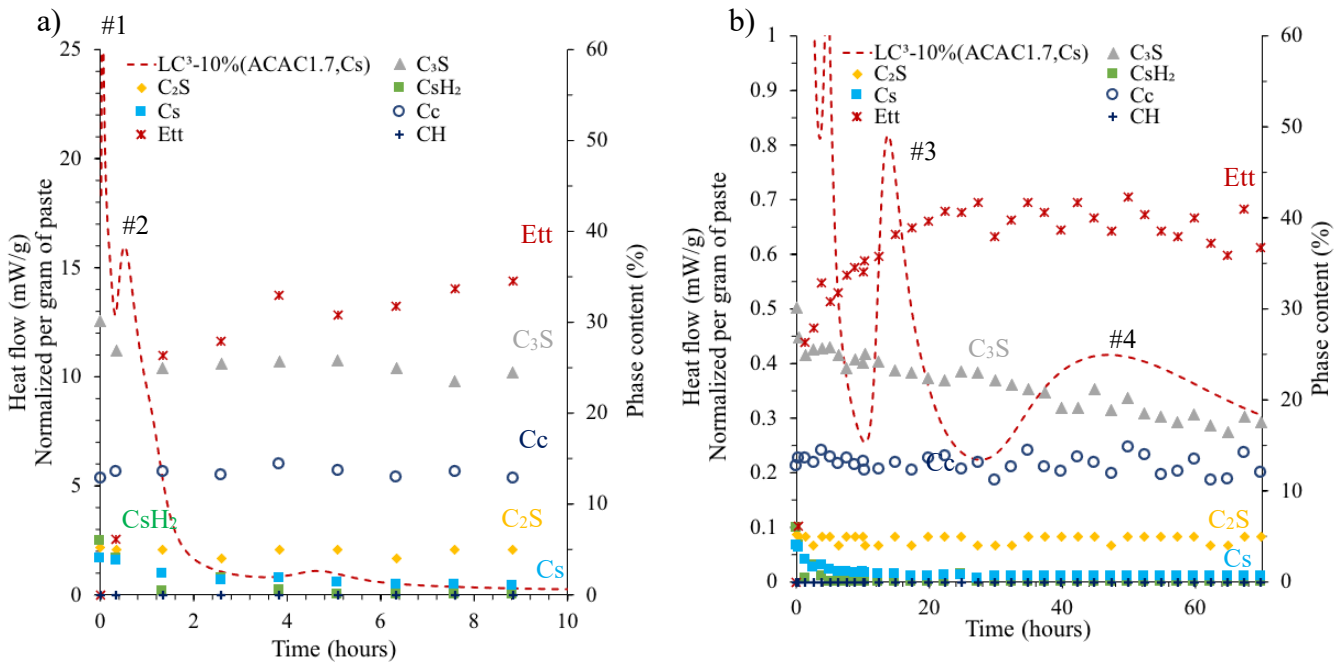 a)
#1
25
20
15
10
5
0
Heat flow (mW/g)
Normalized per gram of paste
LC³-10%(ACAC1.7,Cs)
C₃S
C₂S
CsH₂
Cs
Cc
Ett
CH
#2
Ett
C₃S
Cc
CsH₂
C₂S
Cs
60
50
40
30
20
10
0
Phase content (%)
0 2 4 6 8 10
Time (hours)
b)
1
0.9
0.8
0.7
0.6
0.5
0.4
0.3
0.2
0.1
0
Heat flow (mW/g)
Normalized per gram of paste
LC³-10%(ACAC1.7,Cs)
C₃S
C₂S
CsH₂
Cs
Cc
Ett
CH
#3
Ett
C₃S
#4
Cc
C₂S
Cs
60
50
40
30
20
10
0
Phase content (%)
0 20 40 60
Time (hours)